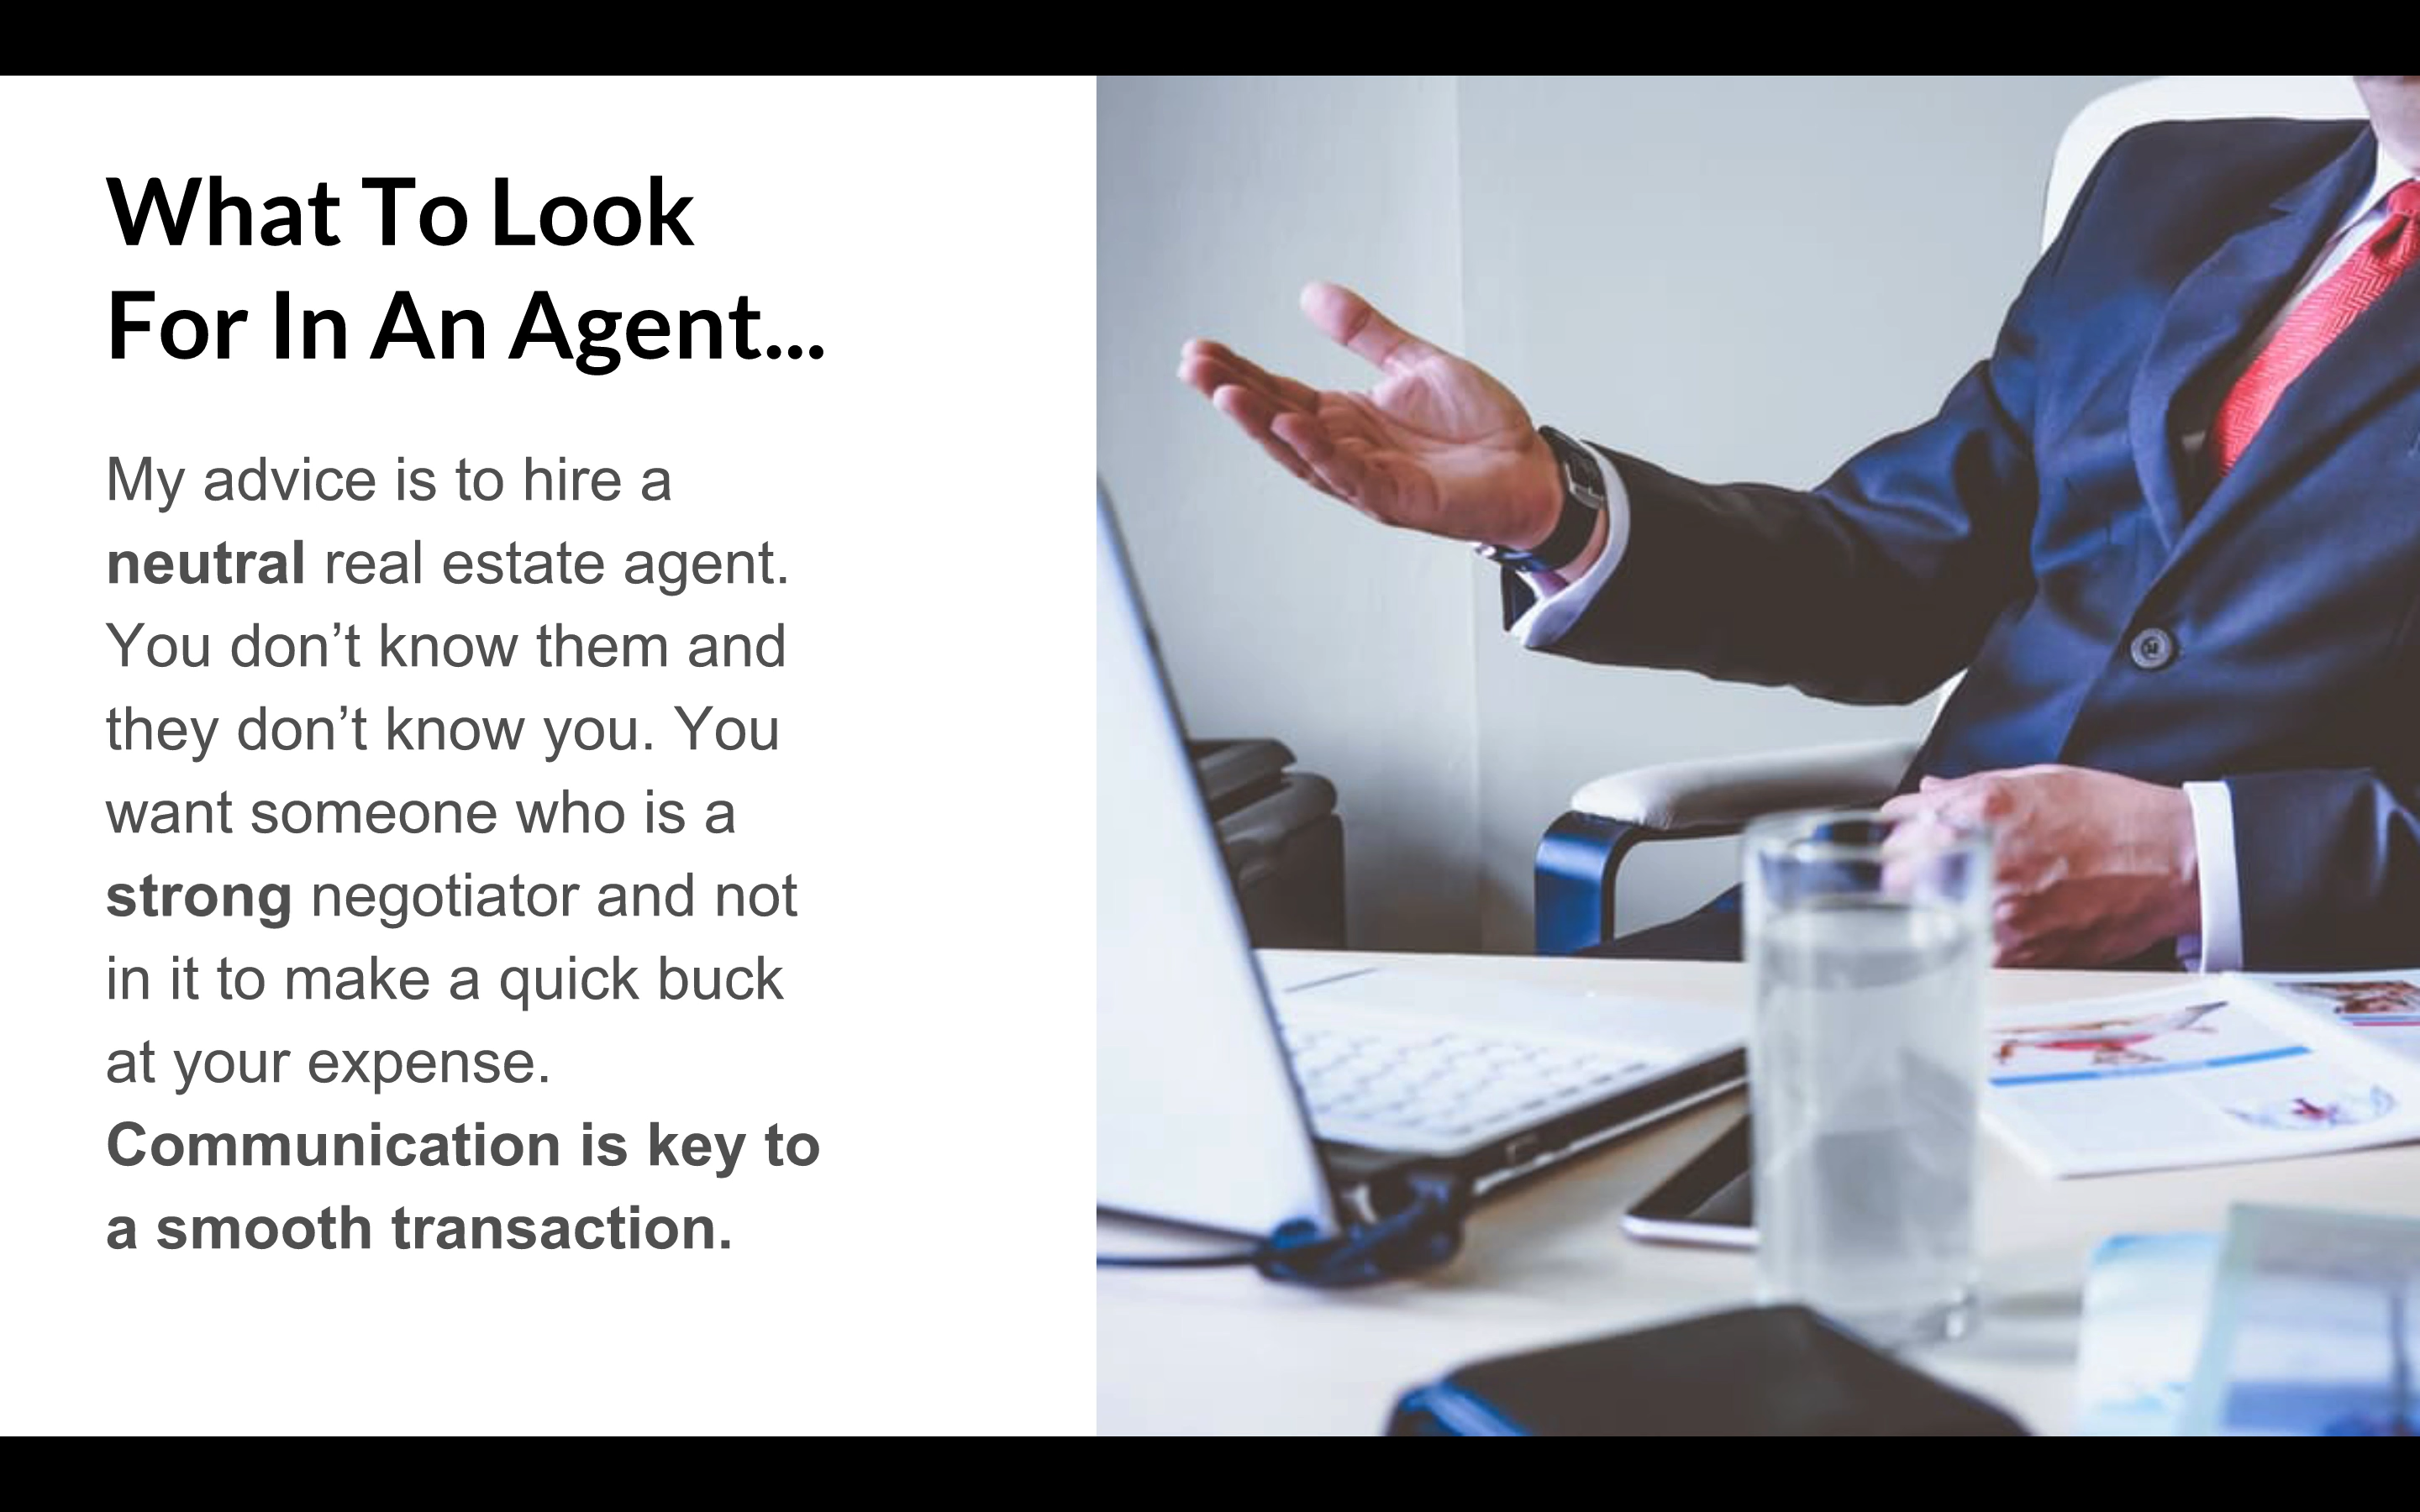 What To Look
For In An Agent...
My advice is to hire a
neutral real estate agent.
You don’t know them and
they don’t know you. You
want someone who is a
strong negotiator and not
in it to make a quick buck
at your expense.
Communication is key to
a smooth transaction.